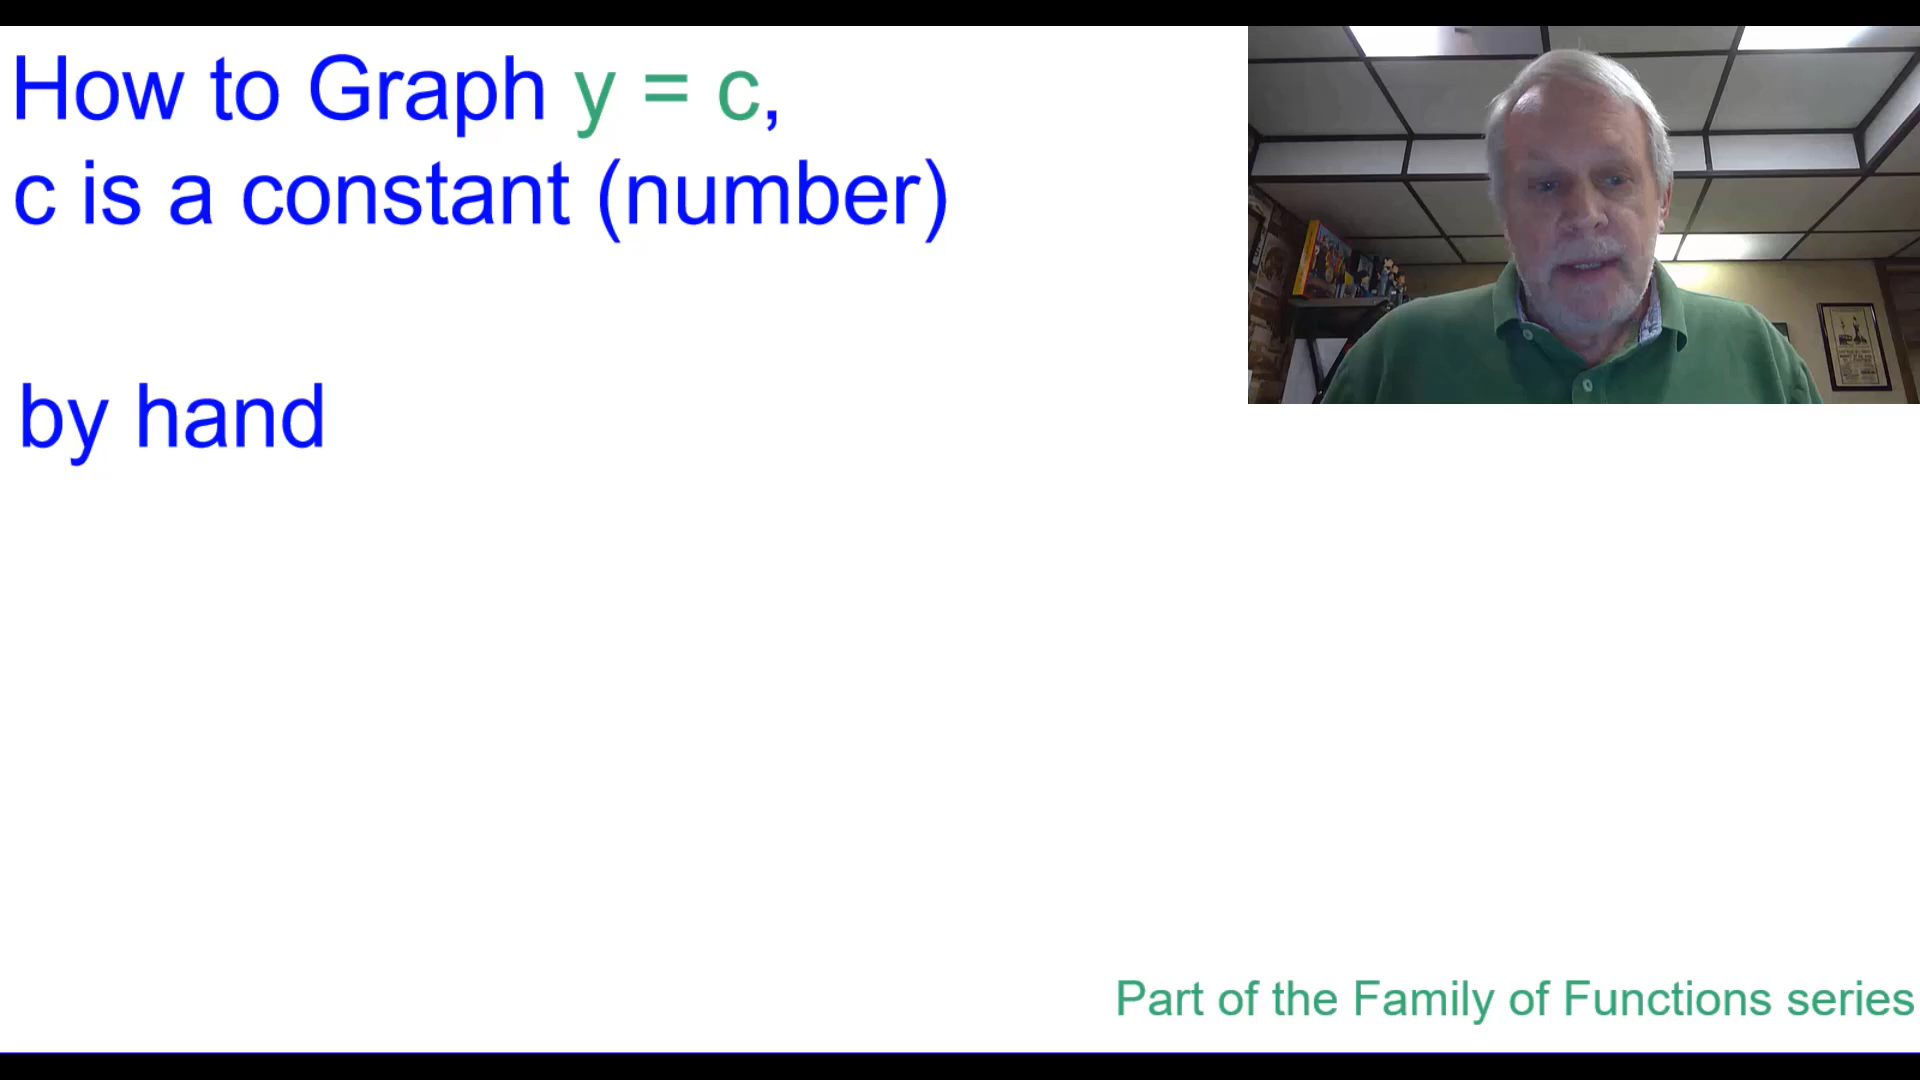 How to Graph y = c,
c is a constant (number)
by hand
Part of the Family of Functions series